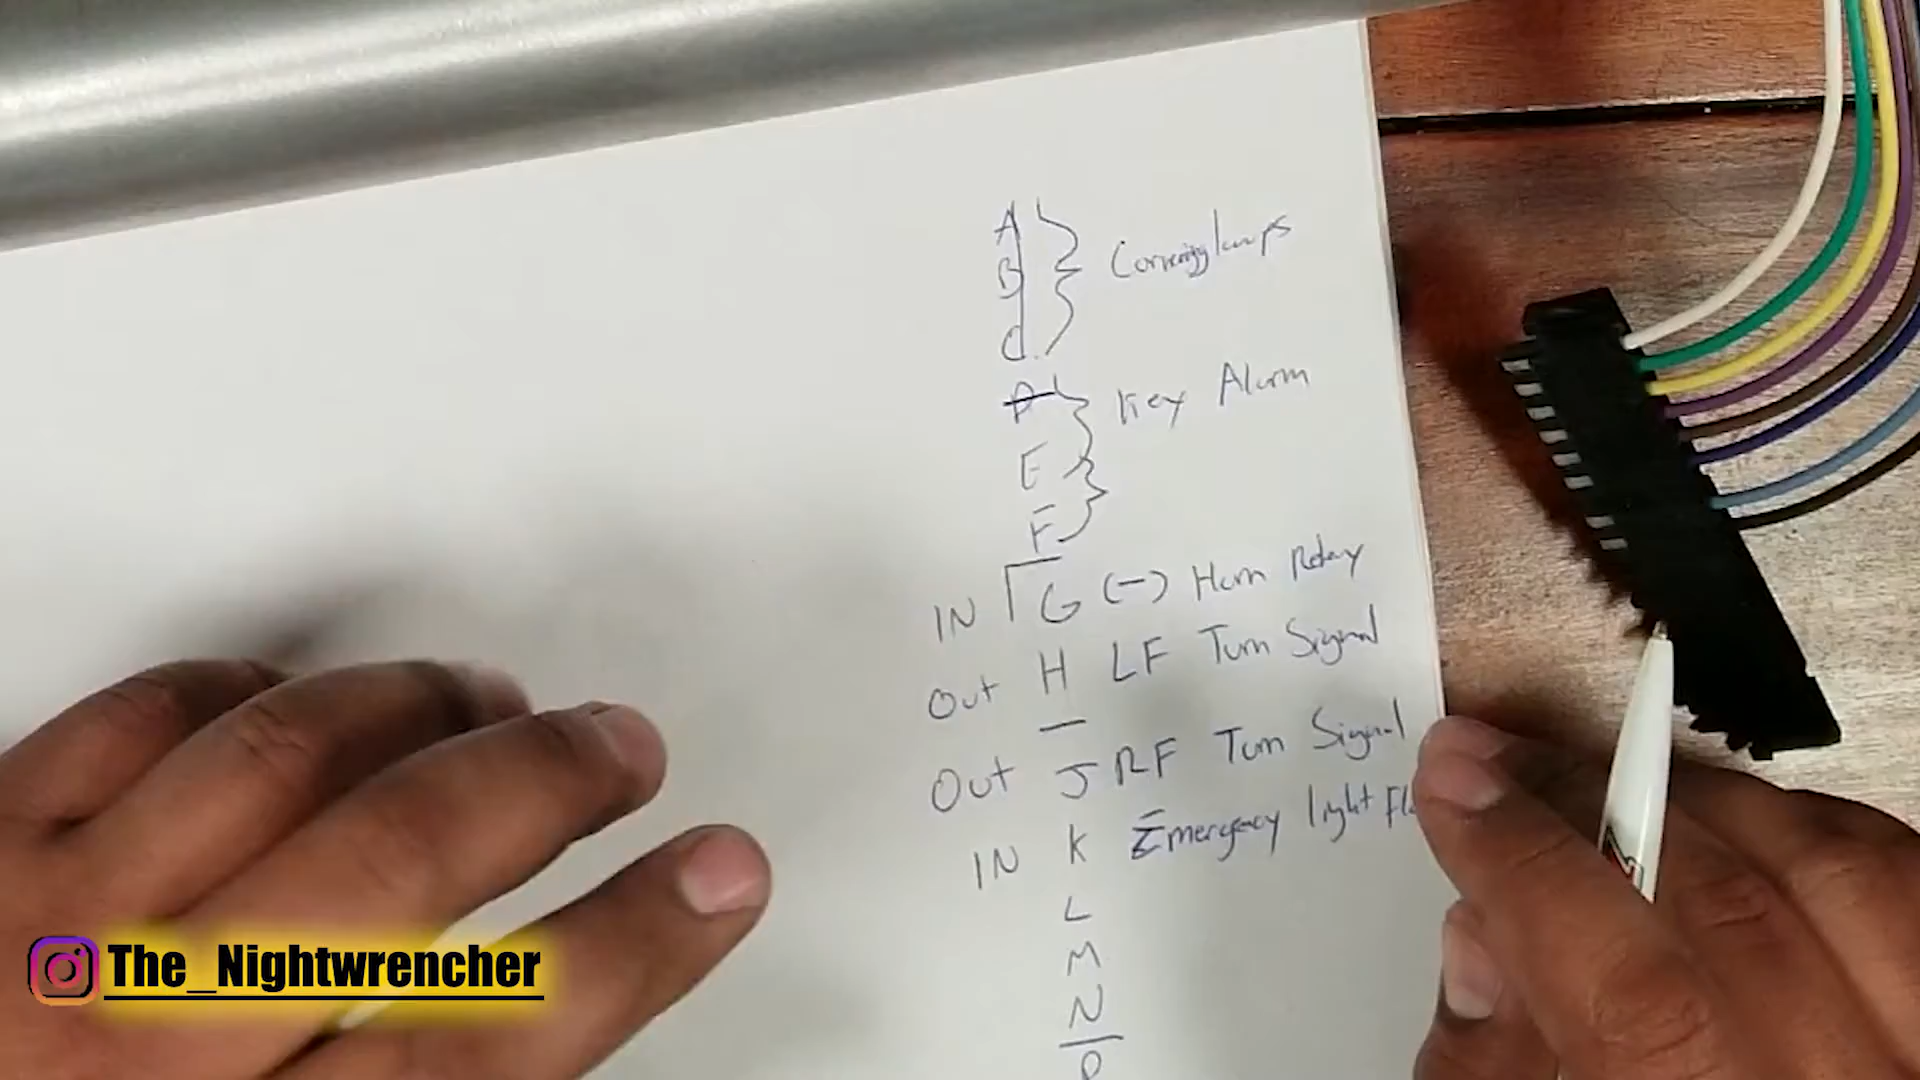 A
B
C
Cornering lamps
D
Key Alarm
E
F
IN G (-) Horn Relay
Out H LF Turn Signal
Out J RF Turn Signal
IN K Emergency light
L
M
N
P
The_Nightwrencher